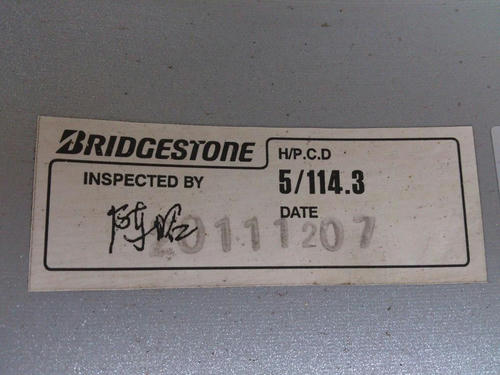 BRIDGESTONE
H/P.C.D
5/114.3
INSPECTED BY
DATE
20111207